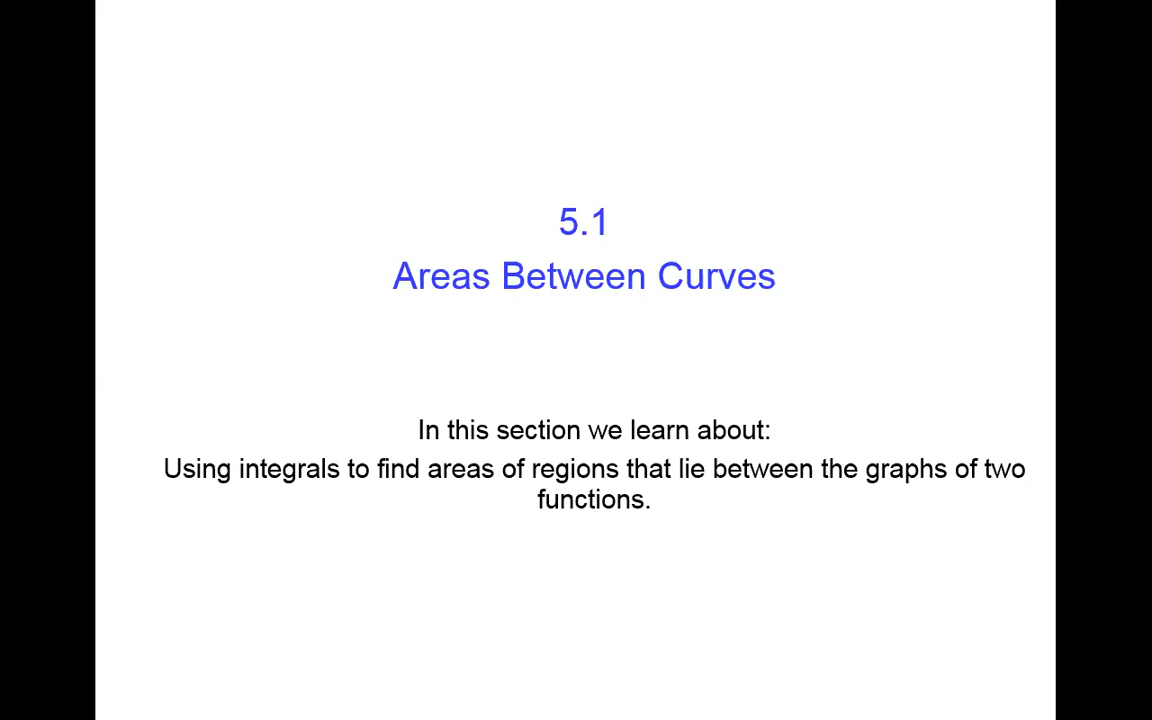 5.1
Areas Between Curves
In this section we learn about:
Using integrals to find areas of regions that lie between the graphs of two
functions.